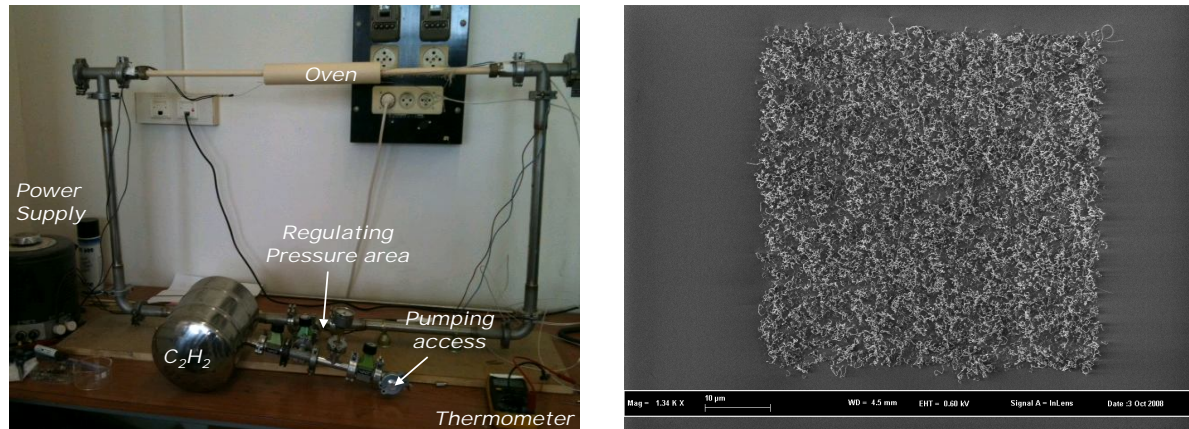 Oven
Power
Supply
Regulating
Pressure area
Pumping
access
C₂H₂
Thermometer
Mag = 1.34 K X
10 µm
WD = 4.5 mm
EHT = 0.60 kV
Signal A = InLens
Date :3 Oct 2008